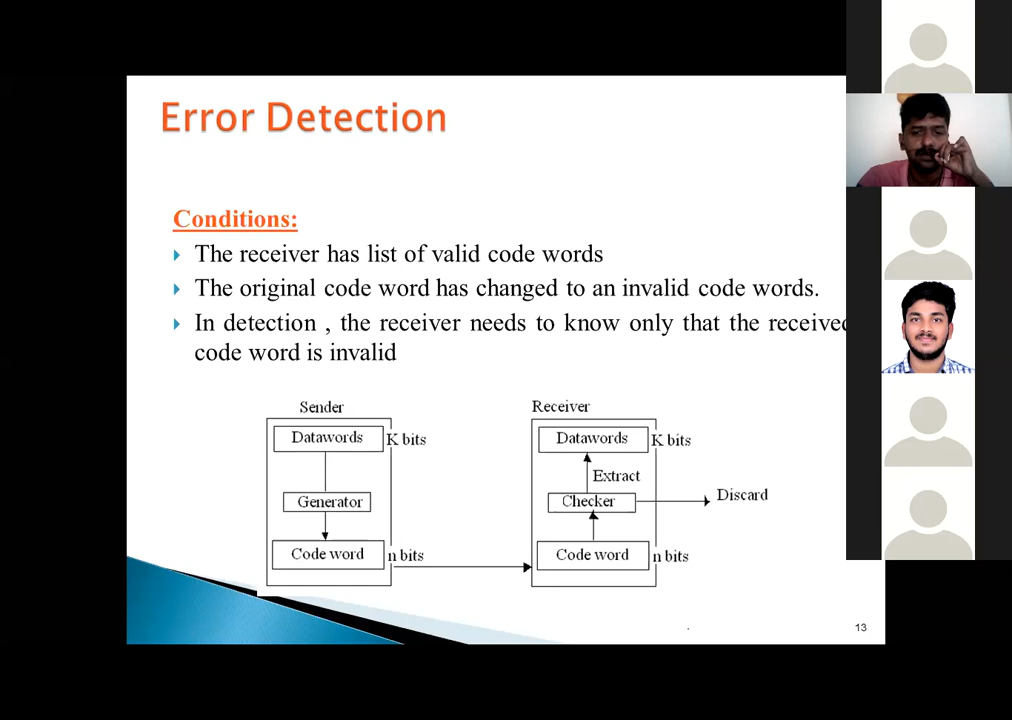 Error Detection
Conditions:
The receiver has list of valid code words
The original code word has changed to an invalid code words.
In detection , the receiver needs to know only that the received
code word is invalid
Sender
Datawords
K bits
Generator
Code word
n bits
Receiver
Datawords
K bits
Extract
Checker
Discard
Code word
n bits
13